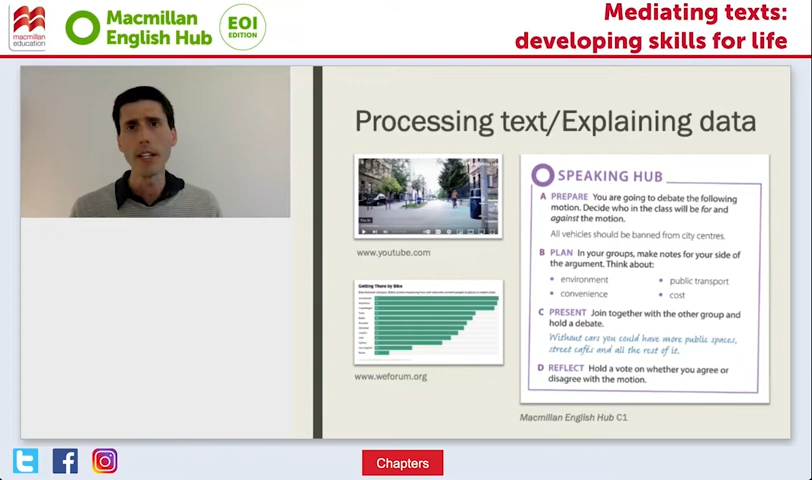 macmillan
education
Macmillan
English Hub
EOI
EDITION
Mediating texts:
developing skills for life
Processing text/Explaining data
www.youtube.com
Getting There by Bike
www.weforum.org
SPEAKING HUB
A PREPARE You are going to debate the following
motion. Decide who in the class will be for and
against the motion.
All vehicles should be banned from city centres.
B PLAN In your groups, make notes for your side of
the argument. Think about:
• environment • public transport
• convenience • cost
C PRESENT Join together with the other group and
hold a debate.
Without cars you could have more public spaces,
street cafés and all the rest of it.
D REFLECT Hold a vote on whether you agree or
disagree with the motion.
Macmillan English Hub C1
Chapters